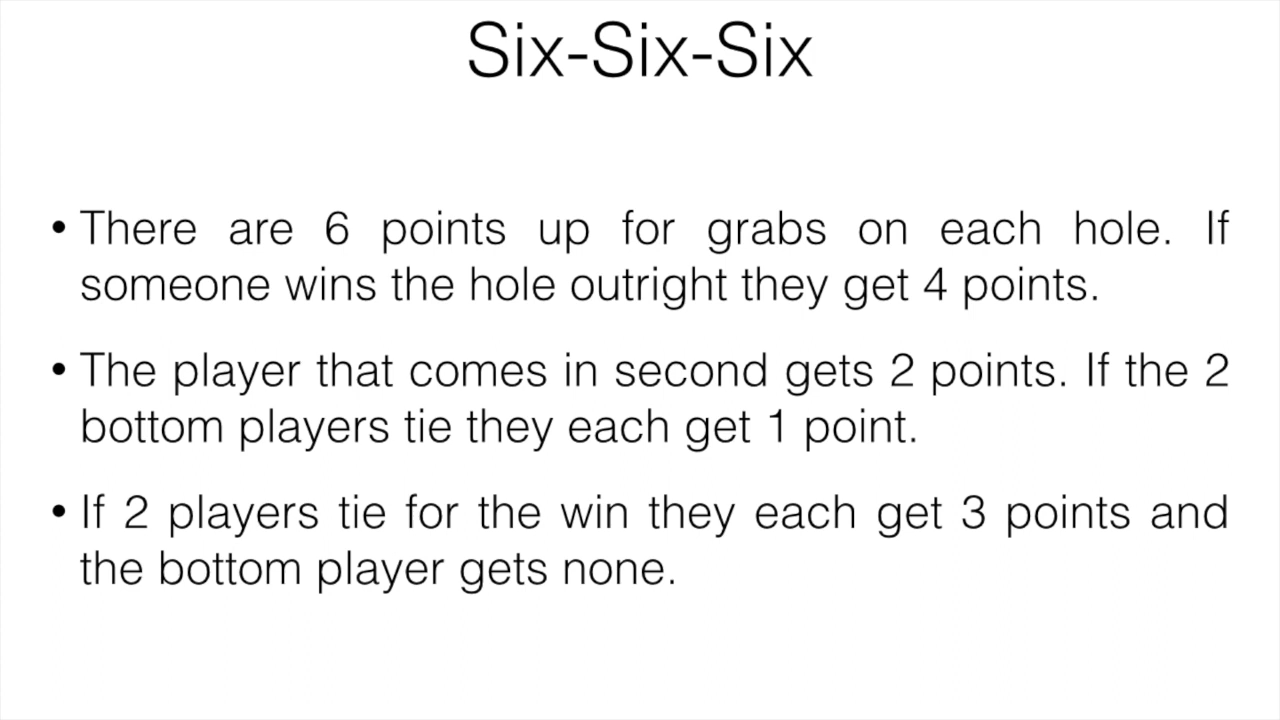 Six-Six-Six
• There are 6 points up for grabs on each hole. If
someone wins the hole outright they get 4 points.
• The player that comes in second gets 2 points. If the 2
bottom players tie they each get 1 point.
• If 2 players tie for the win they each get 3 points and
the bottom player gets none.